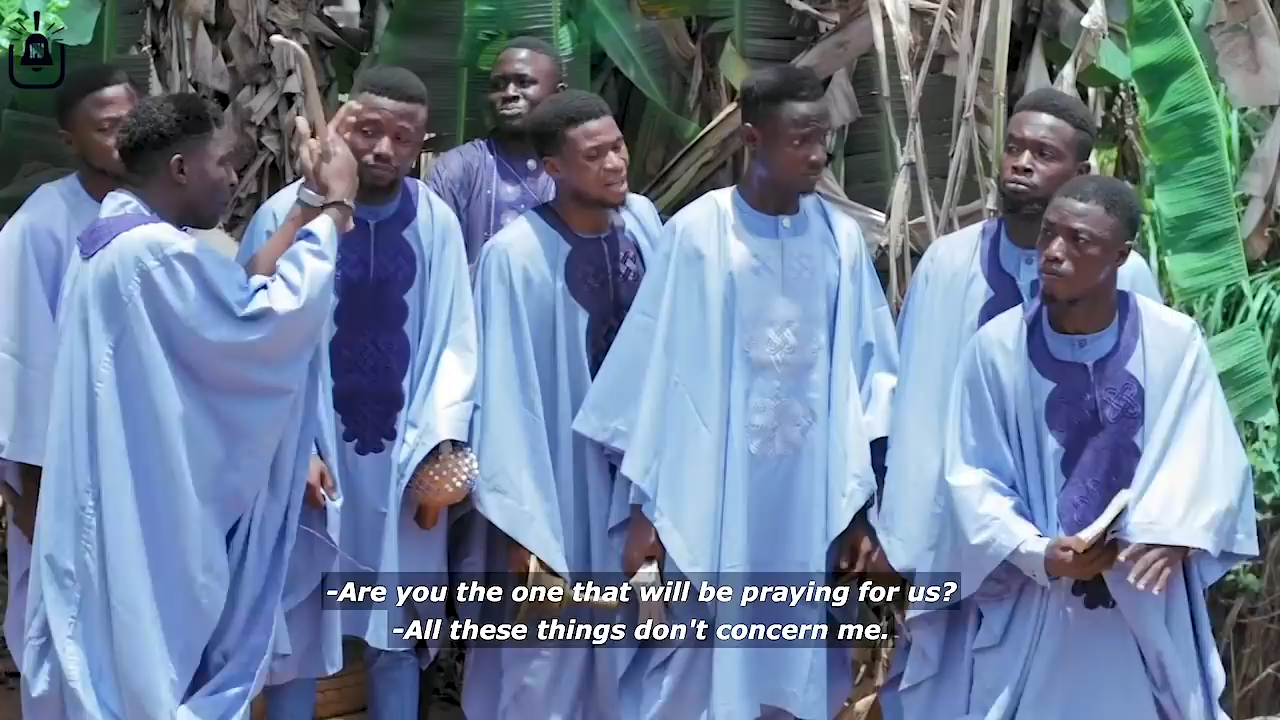 -Are you the one that will be praying for us?
-All these things don't concern me.